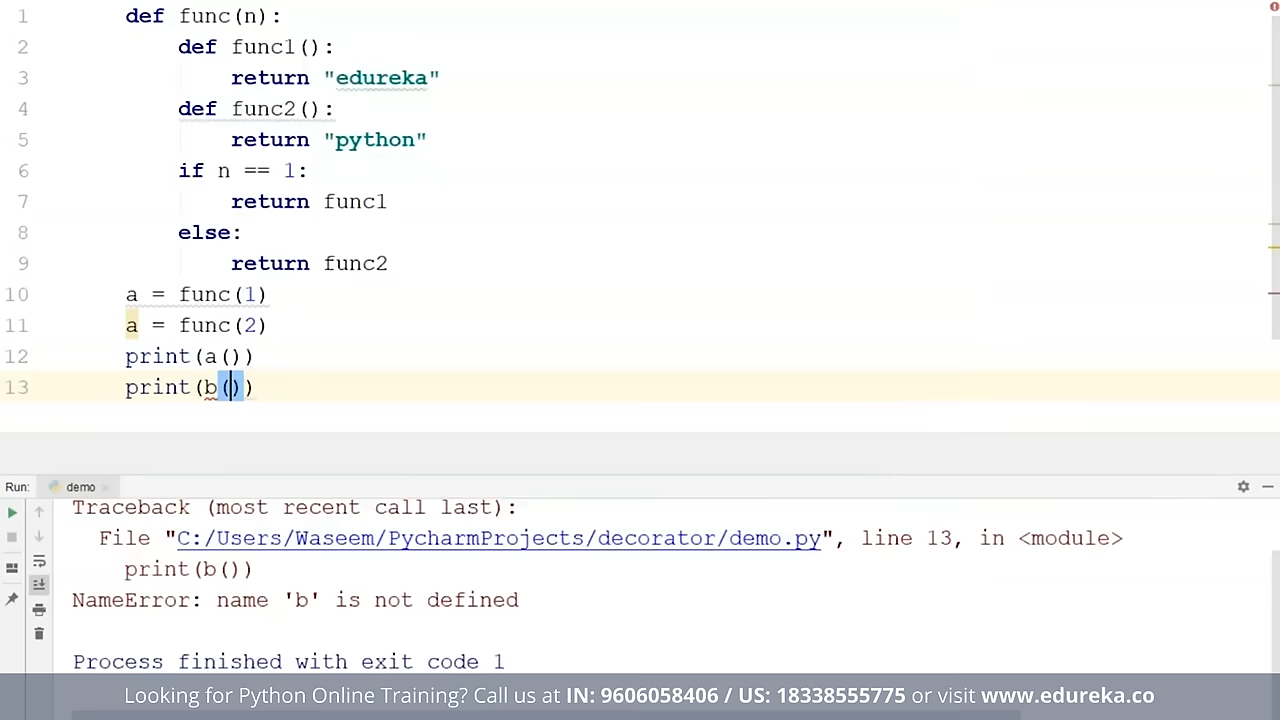 1 def func(n):
2 def func1():
3 return "edureka"
4 def func2():
5 return "python"
6 if n == 1:
7 return func1
8 else:
9 return func2
10 a = func(1)
11 a = func(2)
12 print(a())
13 print(b())
Run: demo
Traceback (most recent call last):
File "C:/Users/Waseem/PycharmProjects/decorator/demo.py", line 13, in <module>
print(b())
NameError: name 'b' is not defined
Process finished with exit code 1
Looking for Python Online Training? Call us at IN: 9606058406 / US: 18338555775 or visit www.edureka.co